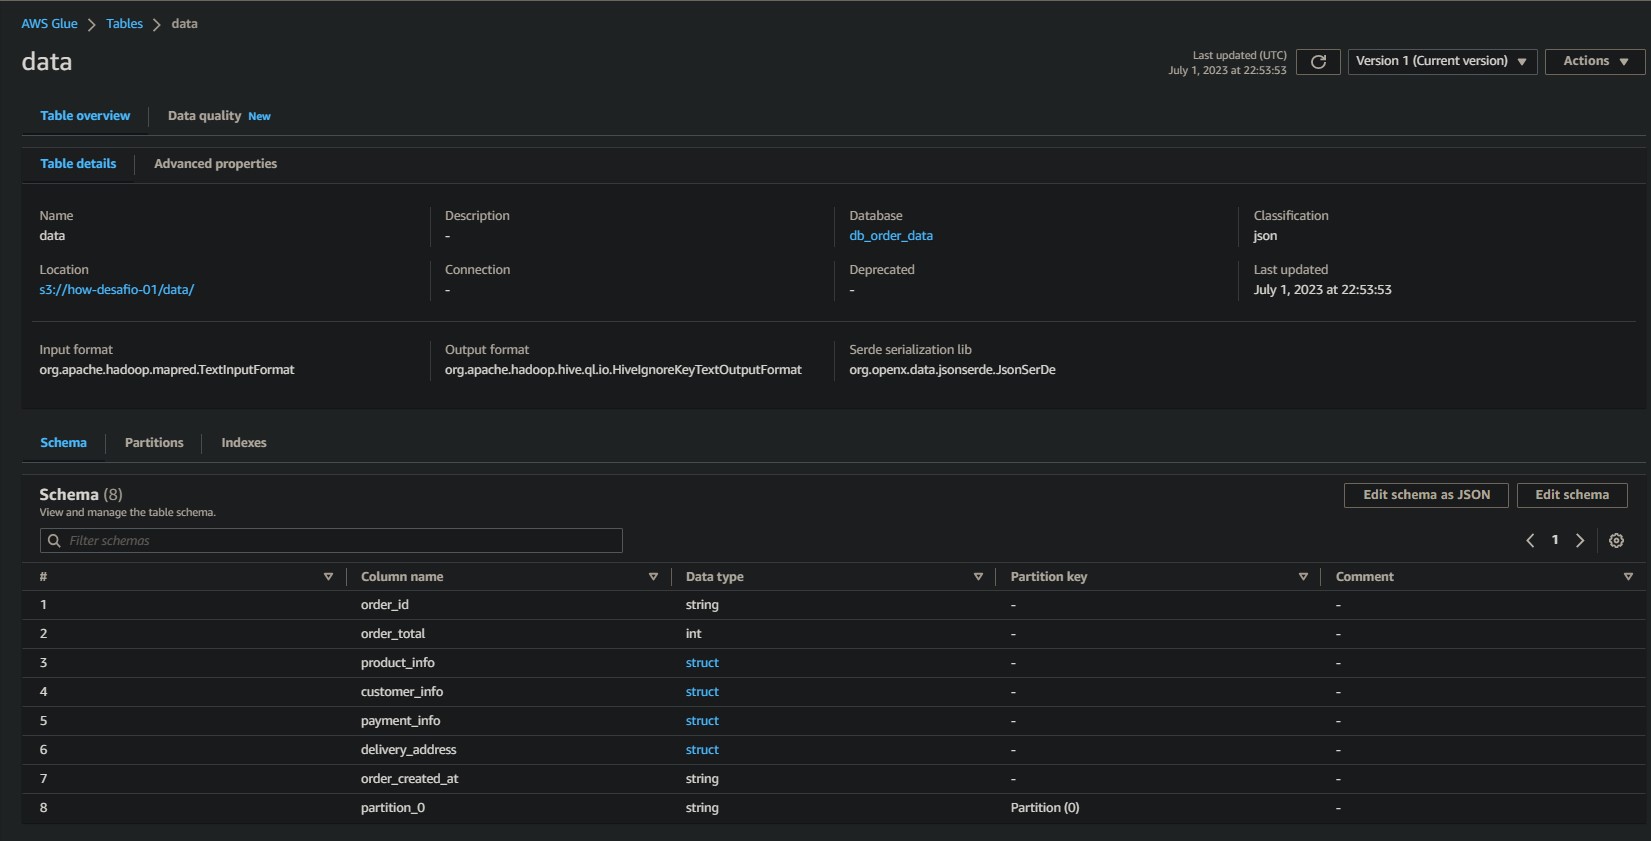 AWS Glue > Tables > data
data
Last updated (UTC)
July 1, 2023 at 22:53:53
Version 1 (Current version)
Actions
Table overview
Data quality New
Table details
Advanced properties
Name
data
Description
-
Database
db_order_data
Classification
json
Location
s3://how-desafio-01/data/
Connection
-
Deprecated
-
Last updated
July 1, 2023 at 22:53:53
Input format
org.apache.hadoop.mapred.TextInputFormat
Output format
org.apache.hadoop.hive.ql.io.HiveIgnoreKeyTextOutputFormat
Serde serialization lib
org.openx.data.jsonserde.JsonSerDe
Schema
Partitions
Indexes
Schema (8)
View and manage the table schema.
Edit schema as JSON
Edit schema
Filter schemas
1
# Column name Data type Partition key Comment
1 order_id string - -
2 order_total int - -
3 product_info struct - -
4 customer_info struct - -
5 payment_info struct - -
6 delivery_address struct - -
7 order_created_at string - -
8 partition_0 string Partition (0) -